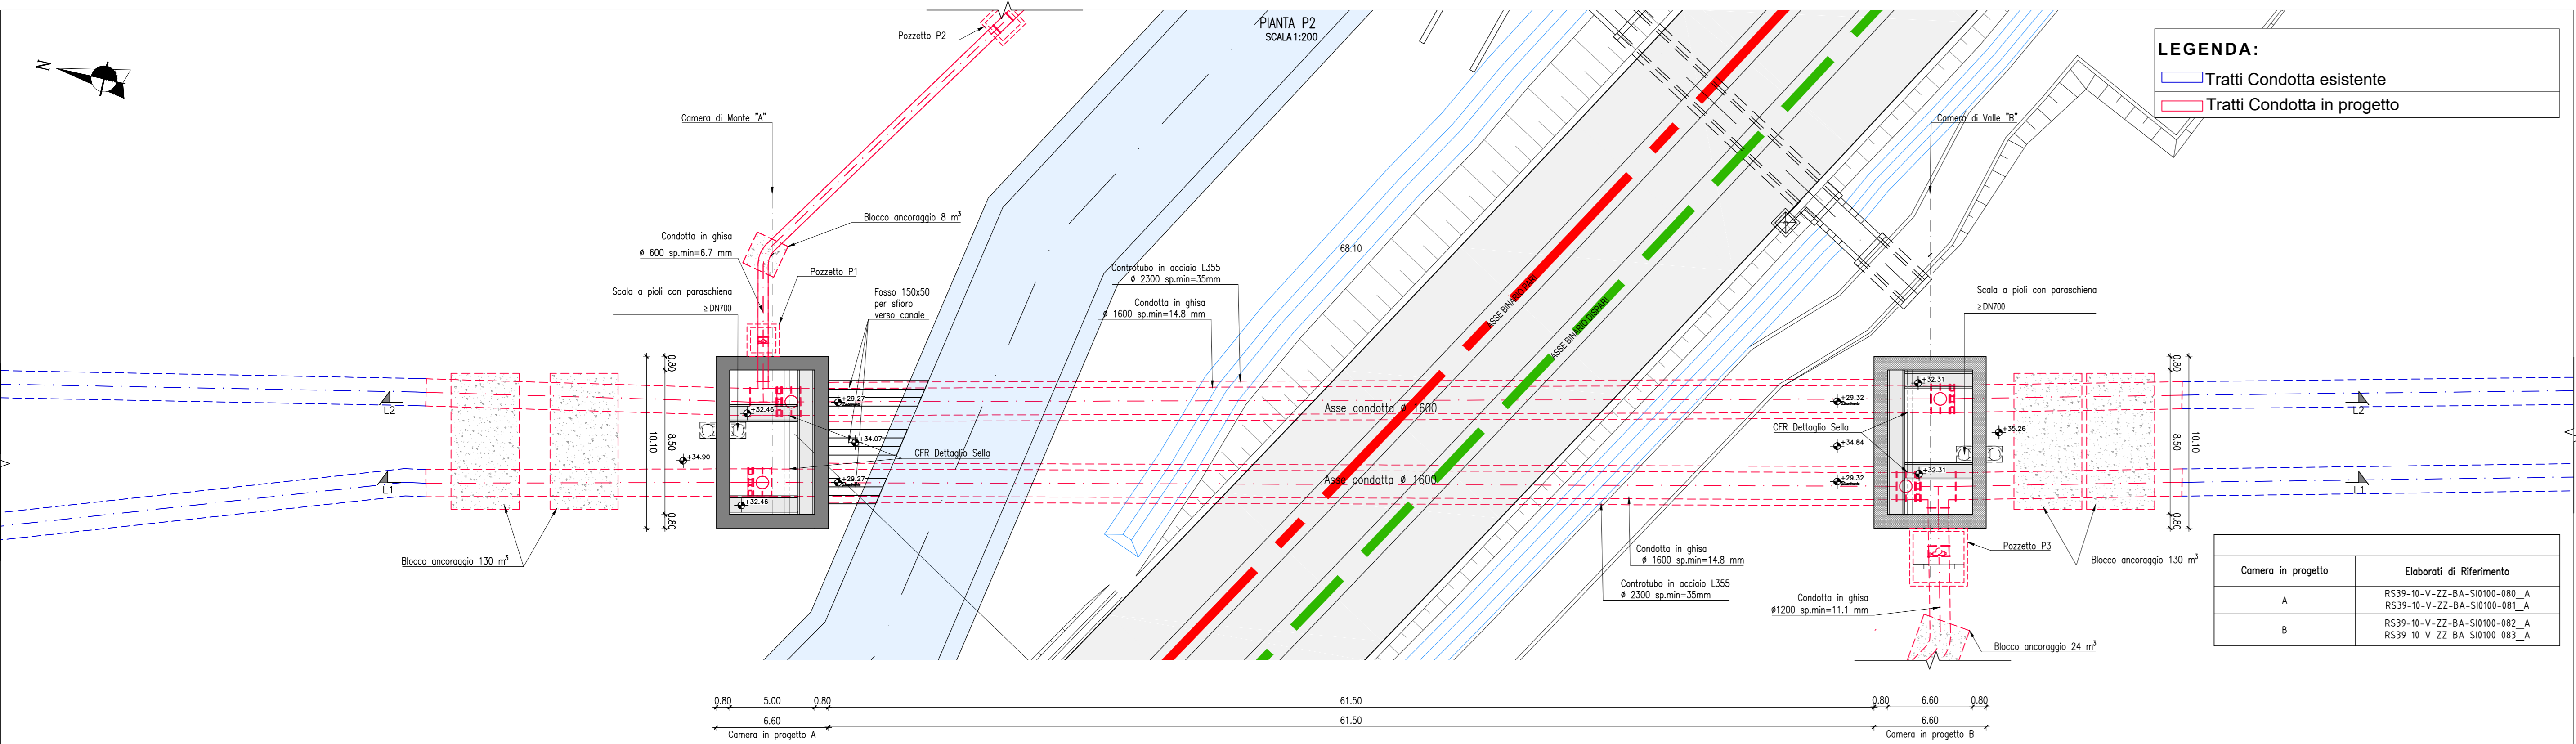 PIANTA P2
SCALA 1:200
N
Pozzetto P2
LEGENDA:
Tratti Condotta esistente
Tratti Condotta in progetto
Camera di Monte "A"
Camera di Valle "B"
Blocco ancoraggio 8 m³
Condotta in ghisa
ø 600 sp.min=6.7 mm
68.10
Pozzetto P1
Scala a pioli con paraschiena
≥DN700
Fosso 150x50
per sfioro
verso canale
Controtubo in acciaio L355
ø 2300 sp.min=35mm
Condotta in ghisa
ø 1600 sp.min=14.8 mm
ASSE BINARIO PARI
ASSE BINARIO DISPARI
Scala a pioli con paraschiena
≥DN700
0.80
8.50
0.80
10.10
0.80
8.50
0.80
10.10
L2
L1
L2
L1
+32.46
+34.90
+32.46
+29.27
+34.07
+29.27
CFR Dettaglio Sella
Asse condotta ø 1600
Asse condotta ø 1600
+29.32
+34.84
+29.32
CFR Dettaglio Sella
+32.31
+35.26
+32.31
Blocco ancoraggio 130 m³
Condotta in ghisa
ø 1600 sp.min=14.8 mm
Controtubo in acciaio L355
ø 2300 sp.min=35mm
Pozzetto P3
Blocco ancoraggio 130 m³
Condotta in ghisa
ø1200 sp.min=11.1 mm
Blocco ancoraggio 24 m³
Camera in progetto Elaborati di Riferimento
A RS39-10-V-ZZ-BA-SI0100-080__A
RS39-10-V-ZZ-BA-SI0100-081__A
B RS39-10-V-ZZ-BA-SI0100-082__A
RS39-10-V-ZZ-BA-SI0100-083__A
0.80 5.00 0.80 61.50 0.80 6.60 0.80
6.60 61.50 6.60
Camera in progetto A Camera in progetto B